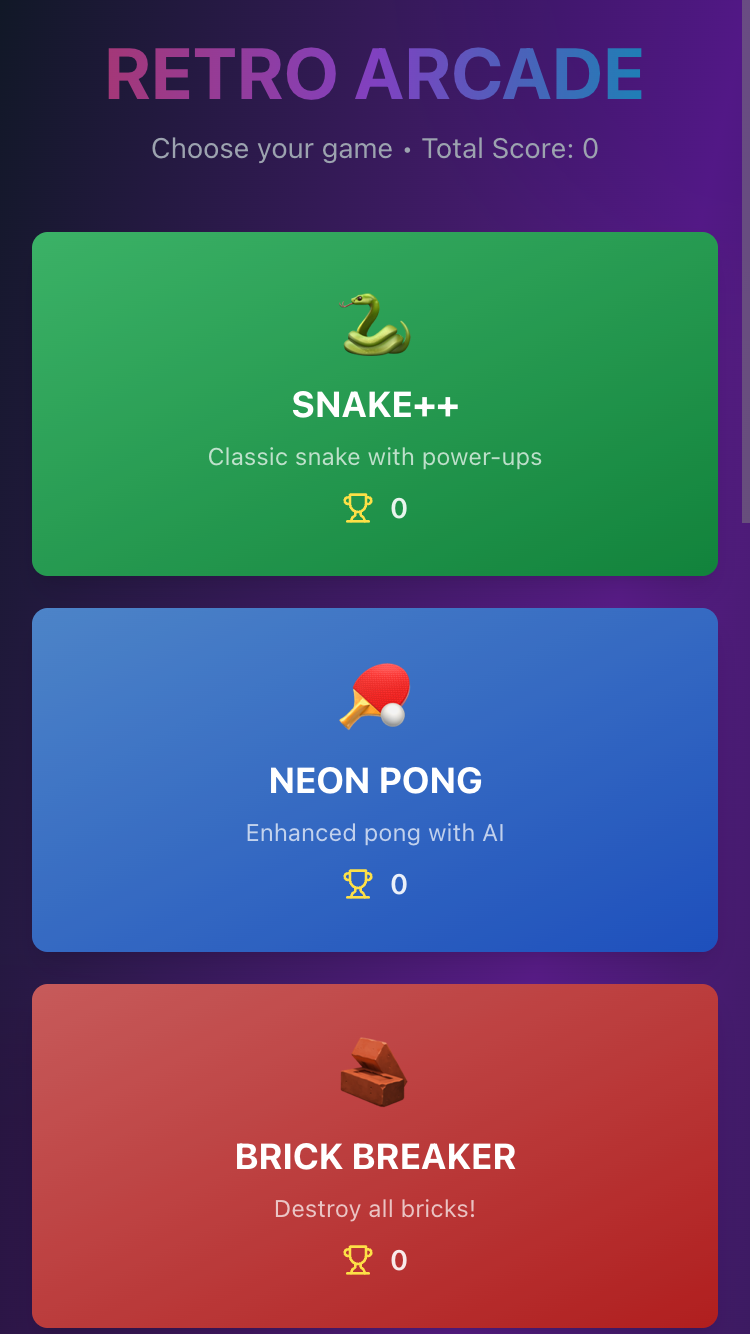 RETRO ARCADE
Choose your game • Total Score: 0
SNAKE++
Classic snake with power-ups
0
NEON PONG
Enhanced pong with AI
0
BRICK BREAKER
Destroy all bricks!
0